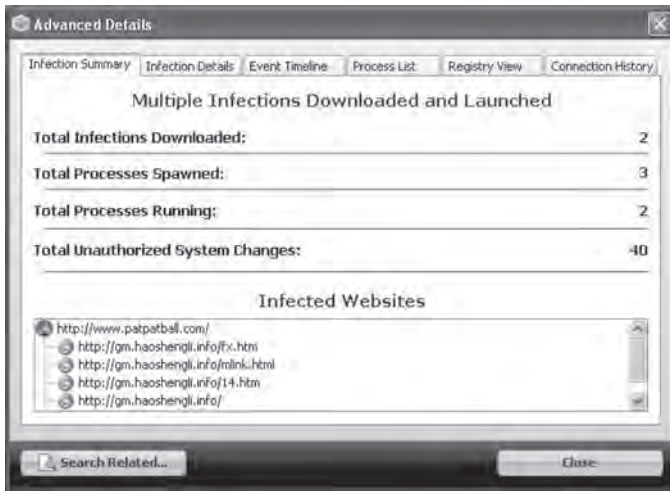 Advanced Details
Infection Summary Infection Details Event Timeline Process List Registry View Connection History
Multiple Infections Downloaded and Launched
Total Infections Downloaded: 2
Total Processes Spawned: 3
Total Processes Running: 2
Total Unauthorized System Changes: 40
Infected Websites
http://www.patpatball.com/
http://gm.haoshengli.info/fx.htm
http://gm.haoshengli.info/mlink.html
http://gm.haoshengli.info/14.htm
http://gm.haoshengli.info/
Search Related... Close